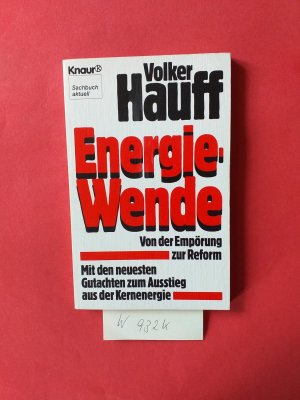 Knaur®
Sachbuch
aktuell
Volker
Hauff
Energie-
Wende
Von der Empörung
zur Reform
Mit den neuesten
Gutachten zum Ausstieg
aus der Kernenergie
W 932k